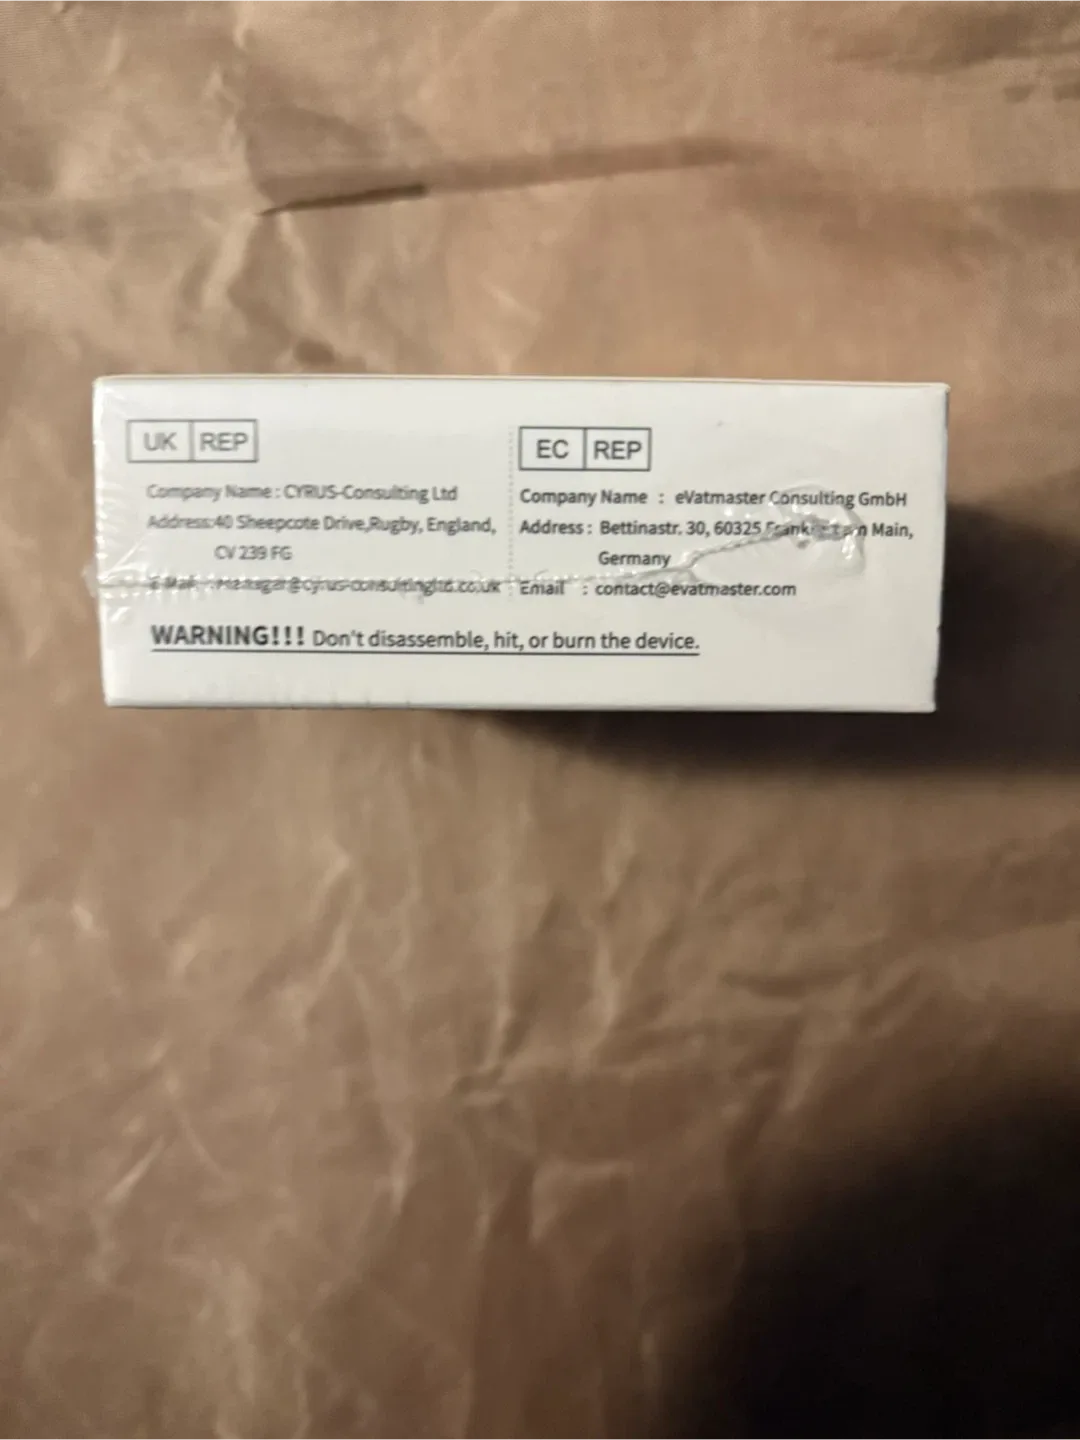 UK REP
Company Name : CYRUS-Consulting Ltd
Address:40 Sheepcote Drive,Rugby, England,
CV 239 FG
E-Mail :
EC REP
Company Name : eVatmaster Consulting GmbH
Address : Bettinastr. 30, 60325 Main,
Germany
Email : contact@evatmaster.com
WARNING!!! Don't disassemble, hit, or burn the device.